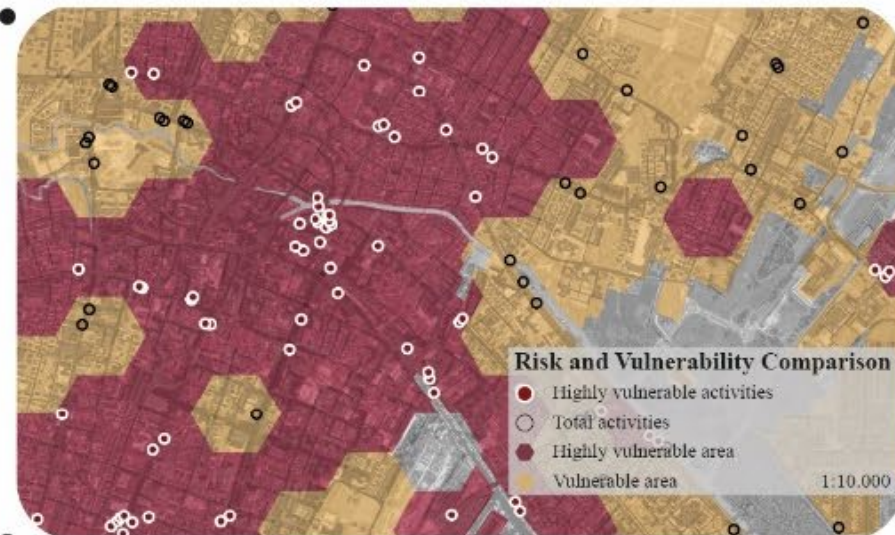 Risk and Vulnerability Comparison
Highly vulnerable activities
Total activities
Highly vulnerable area
Vulnerable area 1:10.000